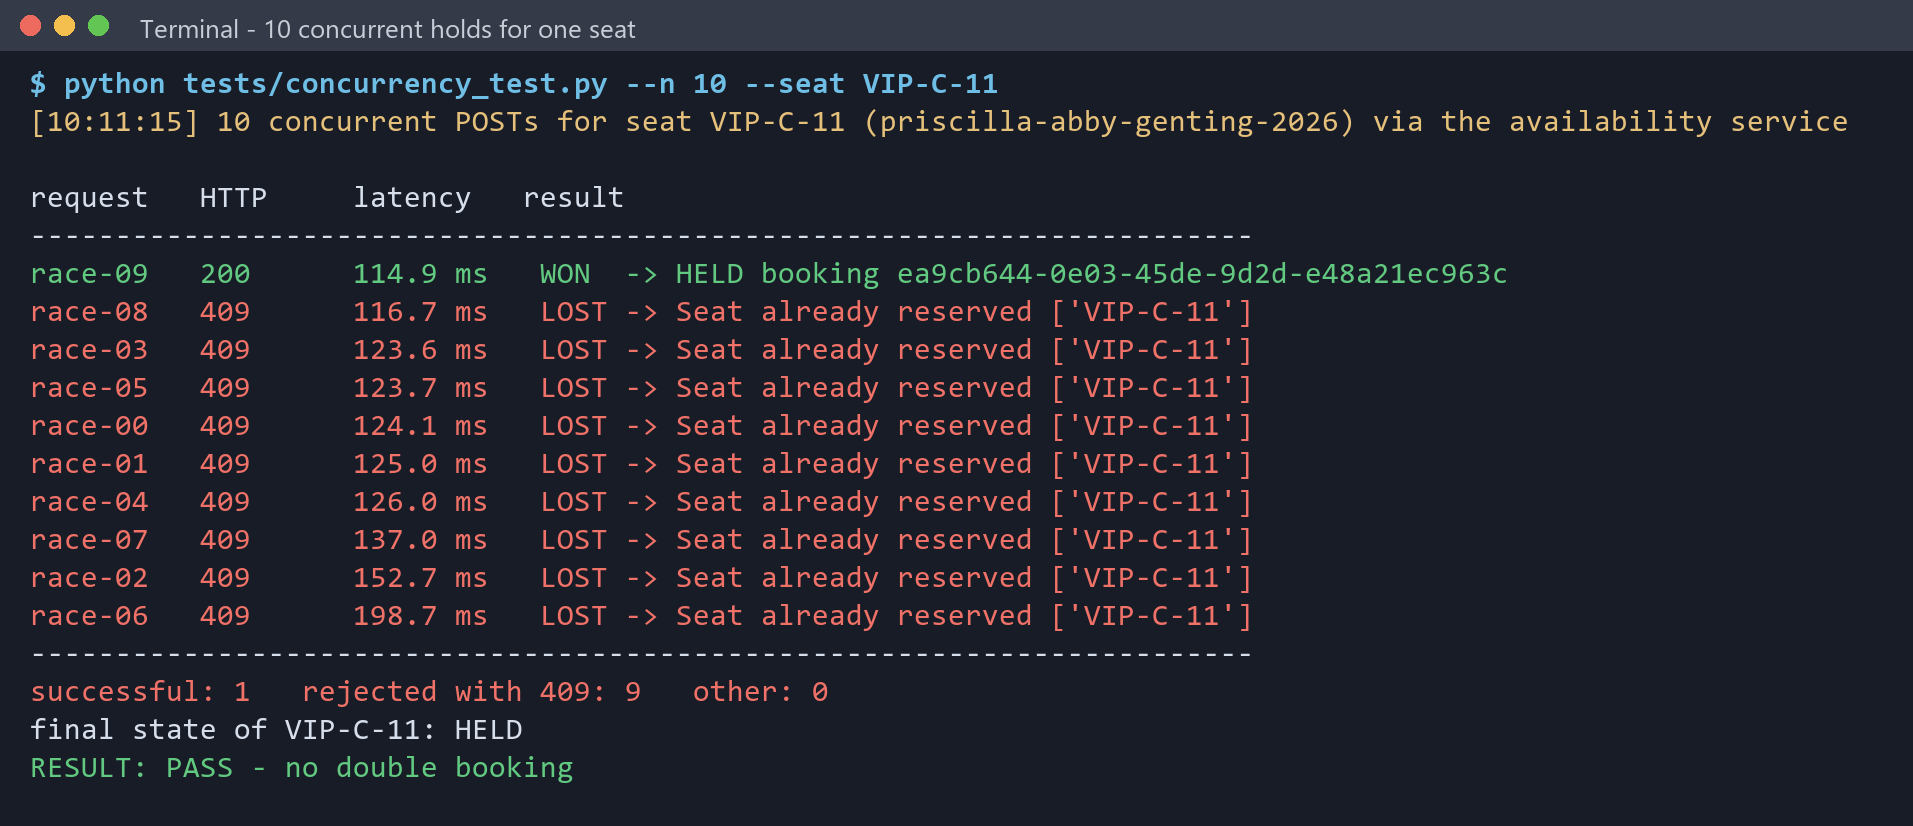 Terminal - 10 concurrent holds for one seat
$ python tests/concurrency_test.py --n 10 --seat VIP-C-11
[10:11:15] 10 concurrent POSTs for seat VIP-C-11 (priscilla-abby-genting-2026) via the availability service
request   HTTP     latency   result
------------------------------------------------------------------------
race-09   200      114.9 ms   WON  -> HELD booking ea9cb644-0e03-45de-9d2d-e48a21ec963c
race-08   409      116.7 ms   LOST -> Seat already reserved ['VIP-C-11']
race-03   409      123.6 ms   LOST -> Seat already reserved ['VIP-C-11']
race-05   409      123.7 ms   LOST -> Seat already reserved ['VIP-C-11']
race-00   409      124.1 ms   LOST -> Seat already reserved ['VIP-C-11']
race-01   409      125.0 ms   LOST -> Seat already reserved ['VIP-C-11']
race-04   409      126.0 ms   LOST -> Seat already reserved ['VIP-C-11']
race-07   409      137.0 ms   LOST -> Seat already reserved ['VIP-C-11']
race-02   409      152.7 ms   LOST -> Seat already reserved ['VIP-C-11']
race-06   409      198.7 ms   LOST -> Seat already reserved ['VIP-C-11']
------------------------------------------------------------------------
successful: 1   rejected with 409: 9   other: 0
final state of VIP-C-11: HELD
RESULT: PASS - no double booking